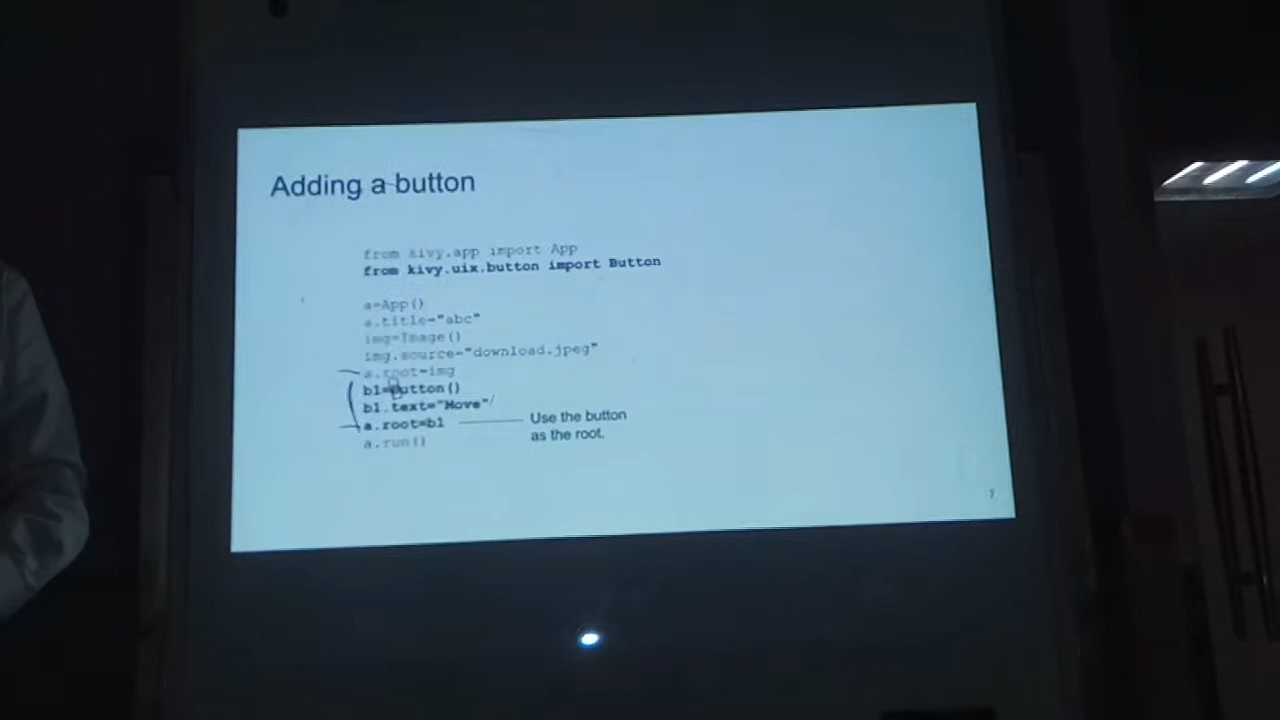 Adding a button
from kivy.app import App
from kivy.uix.button import Button
a=App()
a.title="abc"
img=Image()
img.source="download.jpeg"
a.root=img
b1=Button()
b1.text="Move"
a.root=b1
Use the button
as the root.
a.run()
7